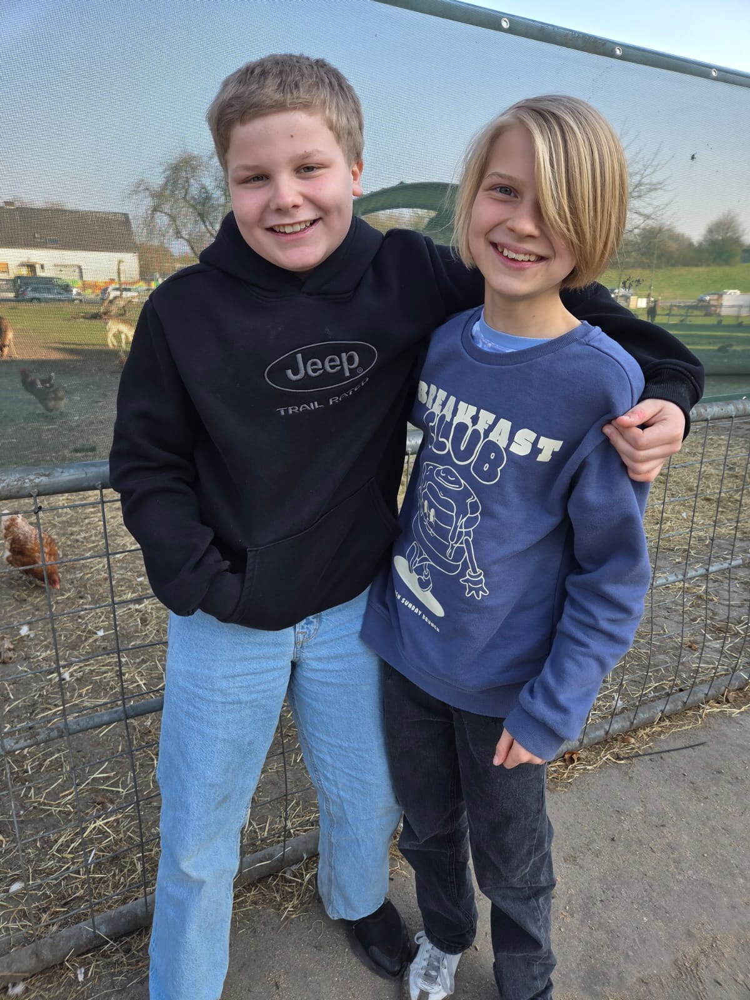 Jeep®
TRAIL RATED
BREAKFAST
CLUB
SUNDAY BRUNCH